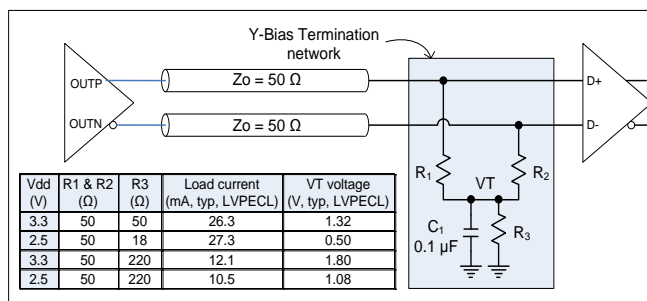 Y-Bias Termination
network
OUTP
OUTN
Zo = 50 Ω
Zo = 50 Ω
D+
D-
R1
VT
R2
C1
0.1 µF
R3
Vdd (V) R1 & R2 (Ω) R3 (Ω) Load current (mA, typ, LVPECL) VT voltage (V, typ, LVPECL)
3.3 50 50 26.3 1.32
2.5 50 18 27.3 0.50
3.3 50 220 12.1 1.80
2.5 50 220 10.5 1.08